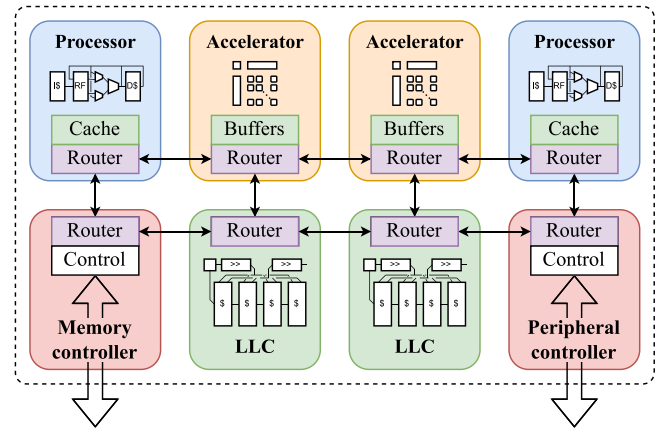 Processor
Accelerator
Accelerator
Processor
I$ RF D$
I$ RF D$
Cache
Buffers
Buffers
Cache
Router
Router
Router
Router
Router
Router
Router
Router
Control
Control
>> >>
>> >>
$ $ $ $
$ $ $ $
Memory
controller
LLC
LLC
Peripheral
controller